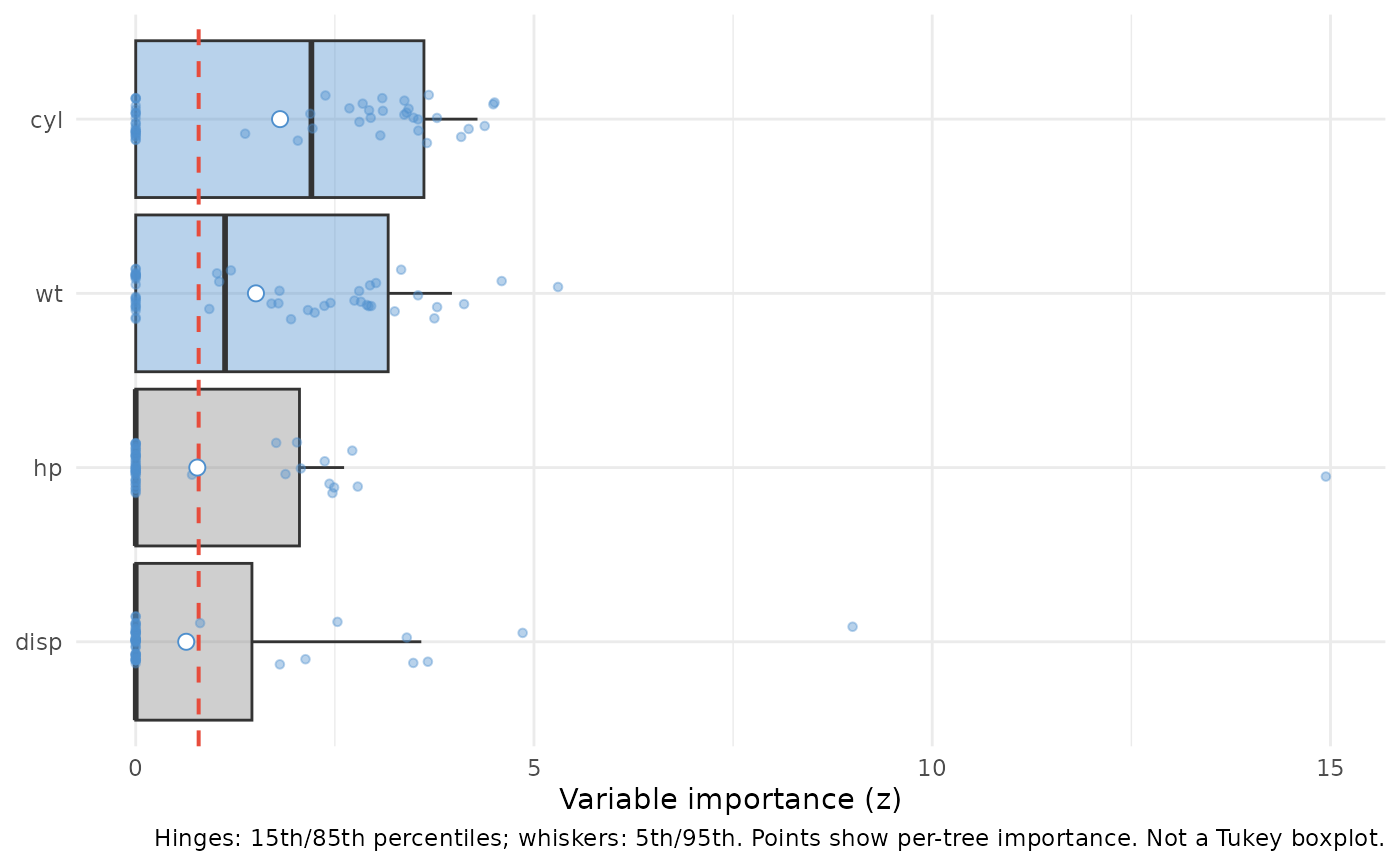 cyl
wt
hp
disp
0 5 10 15
Variable importance (z)
Hinges: 15th/85th percentiles; whiskers: 5th/95th. Points show per-tree importance. Not a Tukey boxplot.